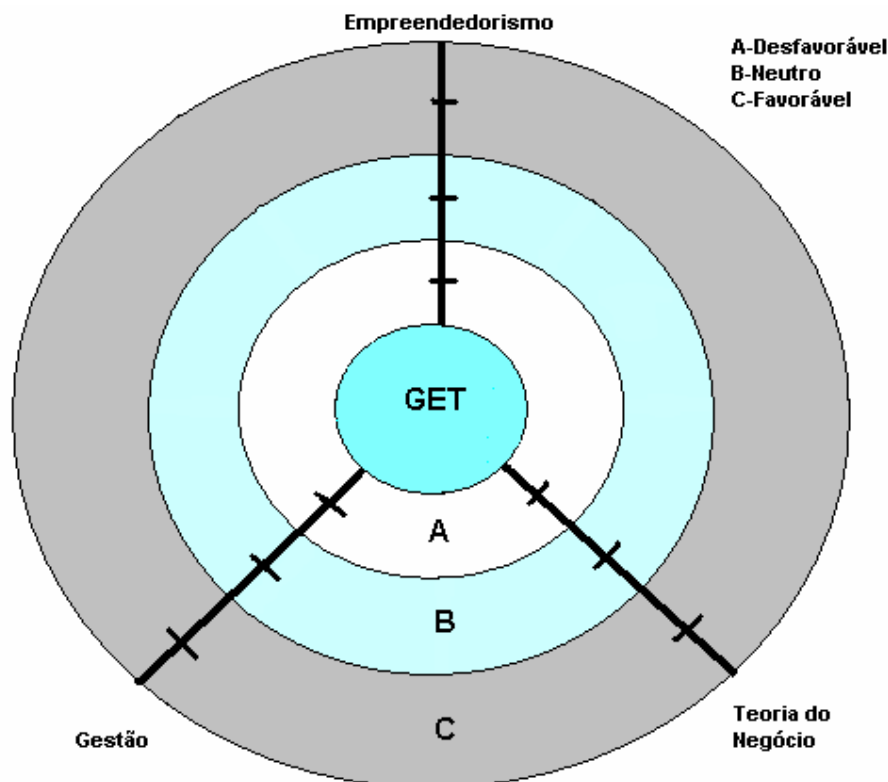 Empreendedorismo
A-Desfavorável
B-Neutro
C-Favorável
GET
A
B
C
Gestão
Teoria do
Negócio